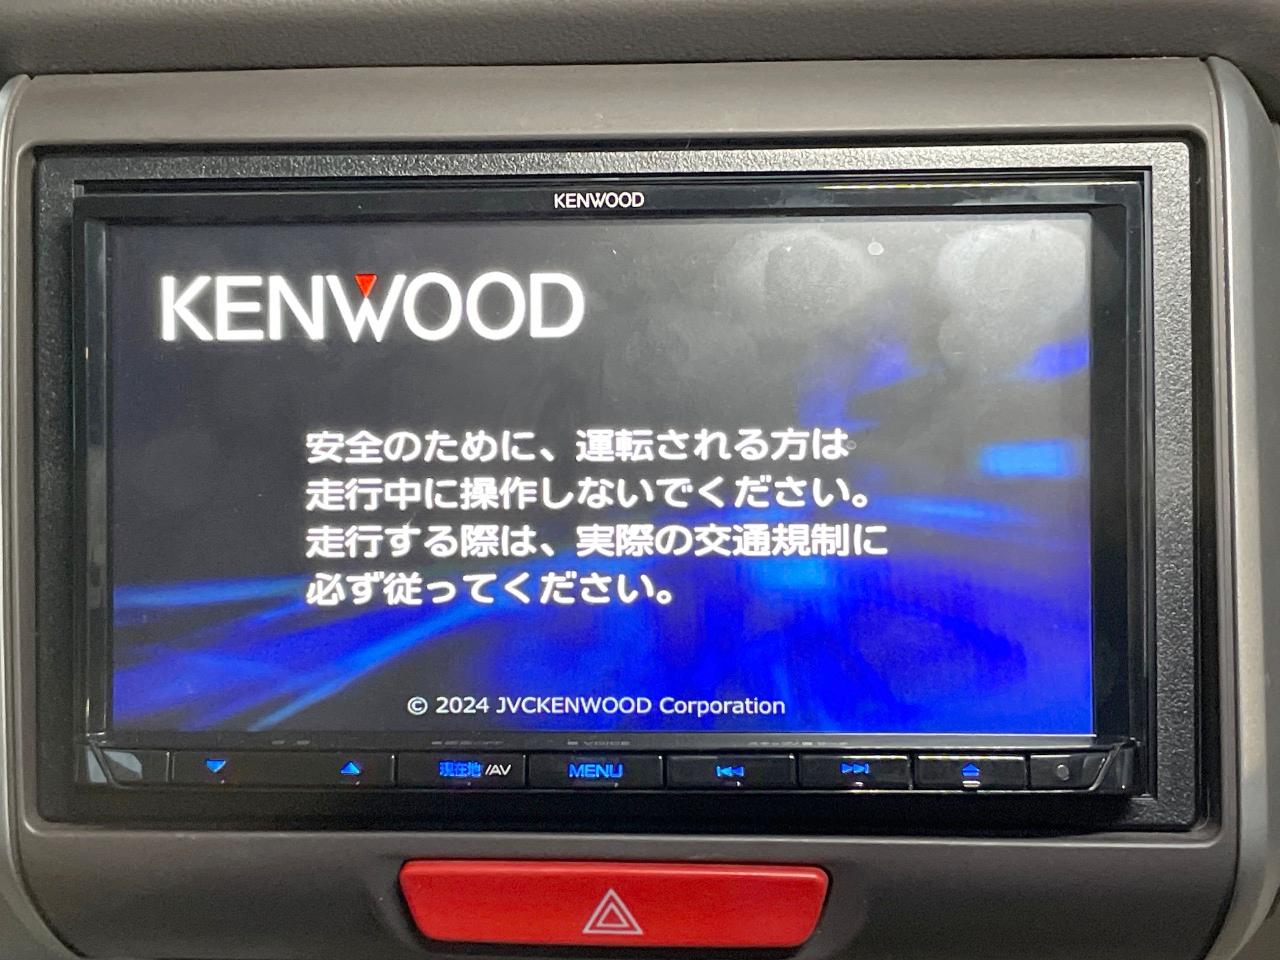 KENWOOD
KENWOOD
安全のために、運転される方は
走行中に操作しないでください。
走行する際は、実際の交通規制に
必ず従ってください。
© 2024 JVCKENWOOD Corporation
現在地/AV
MENU